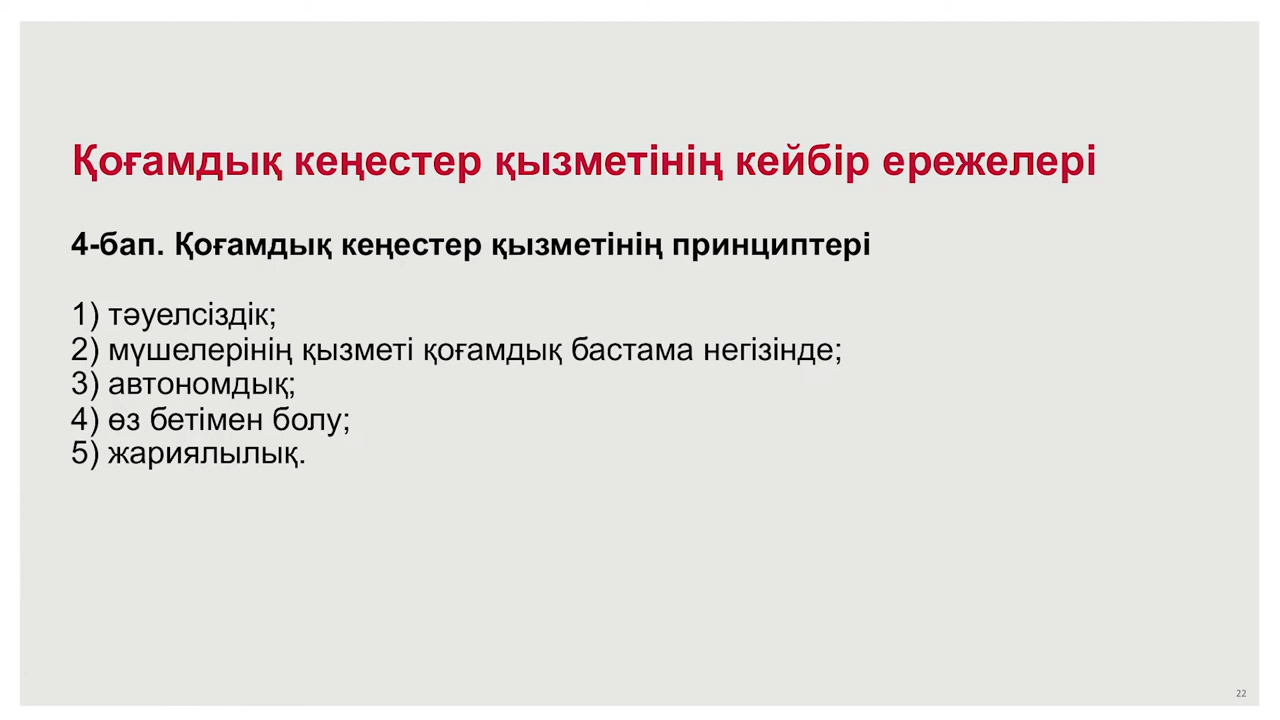 Қоғамдық кеңестер қызметінің кейбір ережелері
4-бап. Қоғамдық кеңестер қызметінің принциптері
1) тәуелсіздік;
2) мүшелерінің қызметі қоғамдық бастама негізінде;
3) автономдық;
4) өз бетімен болу;
5) жариялылық.
22